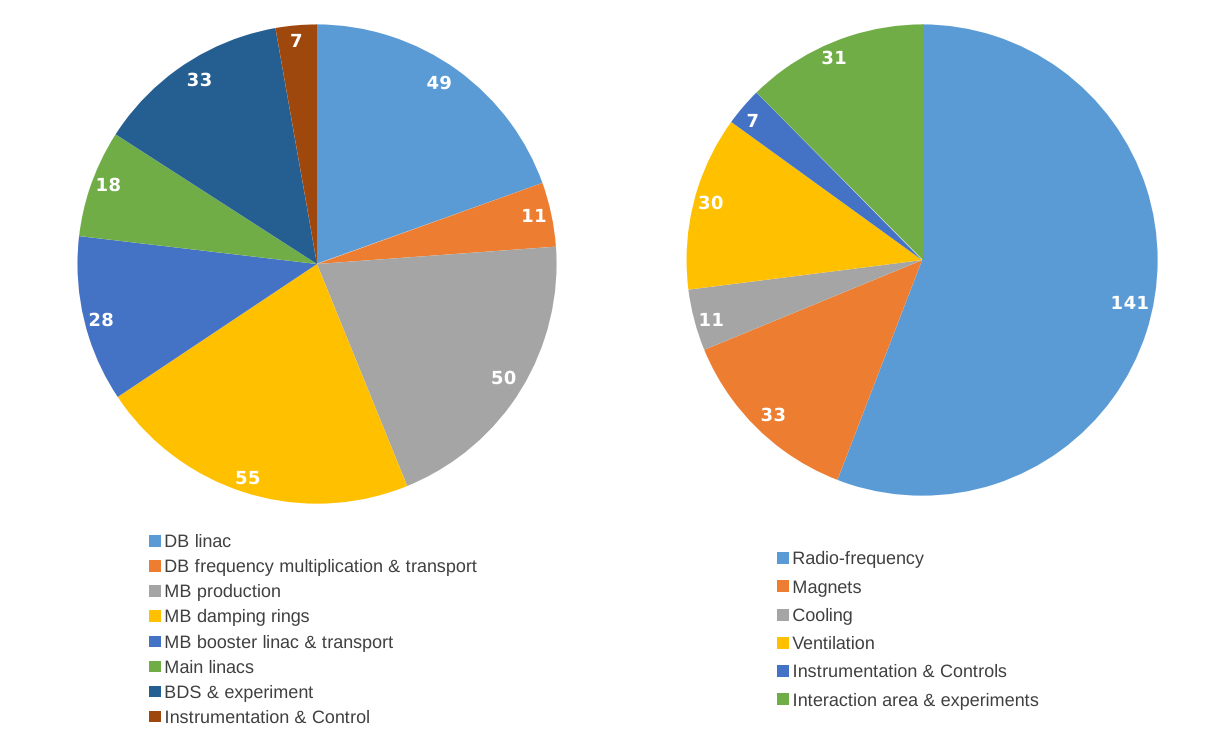 7
49
33
18
11
28
50
55
DB linac
DB frequency multiplication & transport
MB production
MB damping rings
MB booster linac & transport
Main linacs
BDS & experiment
Instrumentation & Control
31
7
30
141
11
33
Radio-frequency
Magnets
Cooling
Ventilation
Instrumentation & Controls
Interaction area & experiments